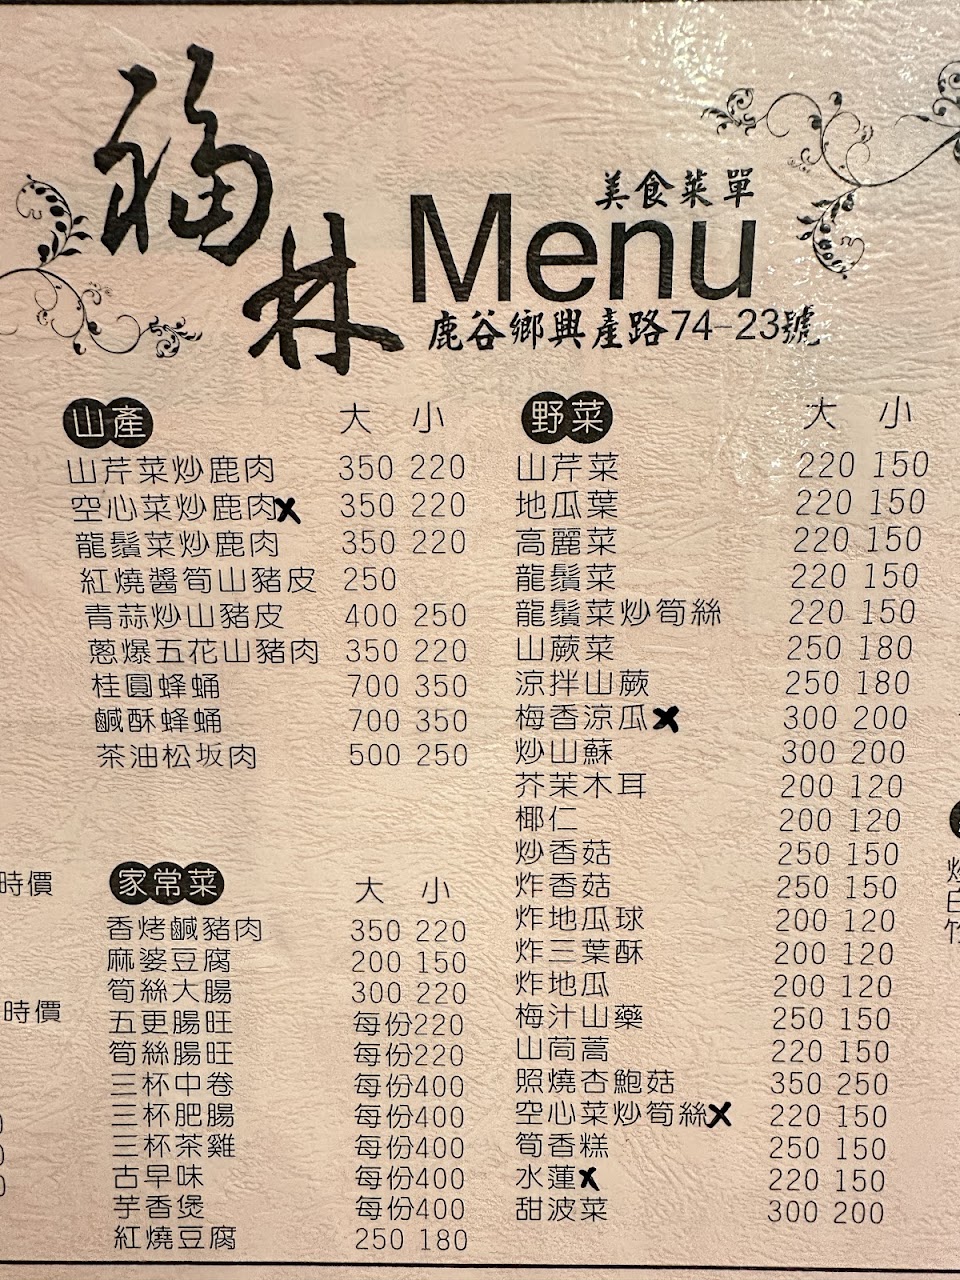 福林
美食菜單
Menu
鹿谷鄉興產路74-23號
山產 大 小
山芹菜炒鹿肉 350 220
空心菜炒鹿肉x 350 220
龍鬚菜炒鹿肉 350 220
紅燒醬筍山豬皮 250
青蒜炒山豬皮 400 250
蔥爆五花山豬肉 350 220
桂圓蜂蛹 700 350
鹹酥蜂蛹 700 350
茶油松坂肉 500 250
時價
時價
家常菜 大 小
香烤鹹豬肉 350 220
麻婆豆腐 200 150
筍絲大腸 300 220
五更腸旺 每份220
筍絲腸旺 每份220
三杯中卷 每份400
三杯肥腸 每份400
三杯茶雞 每份400
古早味 每份400
芋香煲 每份400
紅燒豆腐 250 180
野菜 大 小
山芹菜 220 150
地瓜葉 220 150
高麗菜 220 150
龍鬚菜 220 150
龍鬚菜炒筍絲 220 150
山蕨菜 250 180
涼拌山蕨 250 180
梅香涼瓜x 300 200
炒山蘇 300 200
芥茉木耳 200 120
椰仁 200 120
炒香菇 250 150
炸香菇 250 150
炸地瓜球 200 120
炸三葉酥 200 120
炸地瓜 200 120
梅汁山藥 250 150
山茼蒿 220 150
照燒杏鮑菇 350 250
空心菜炒筍絲x 220 150
筍香糕 250 150
水蓮x 220 150
甜波菜 300 200